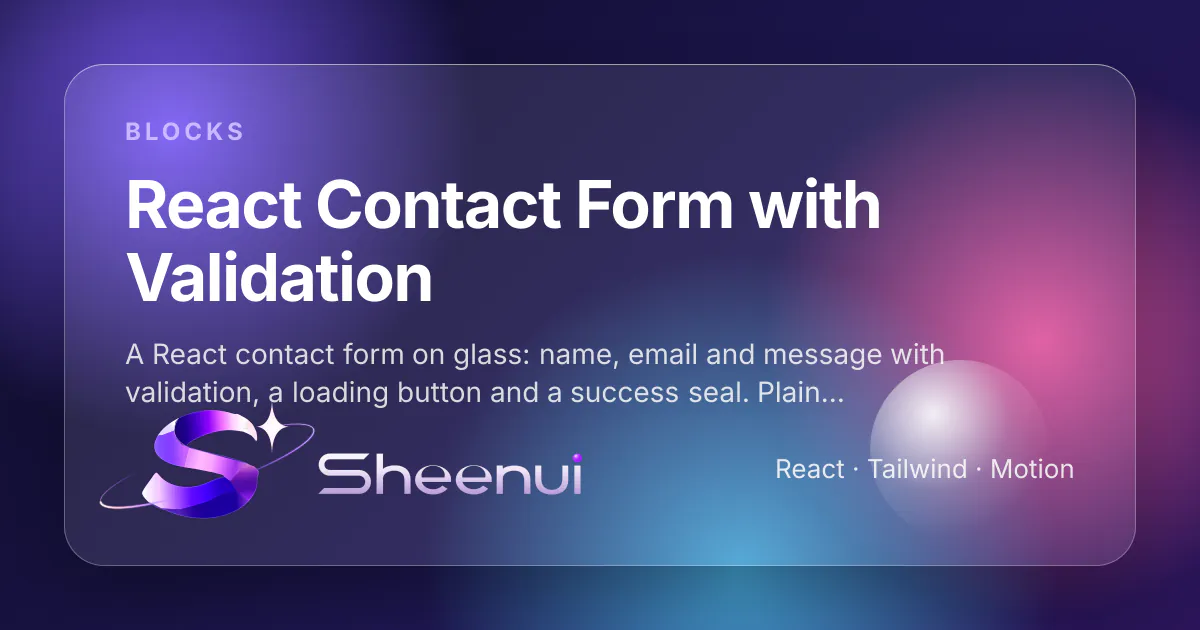 BLOCKS
React Contact Form with
Validation
A React contact form on glass: name, email and message with
validation, a loading button and a success seal. Plain...
Sheenui
React · Tailwind · Motion